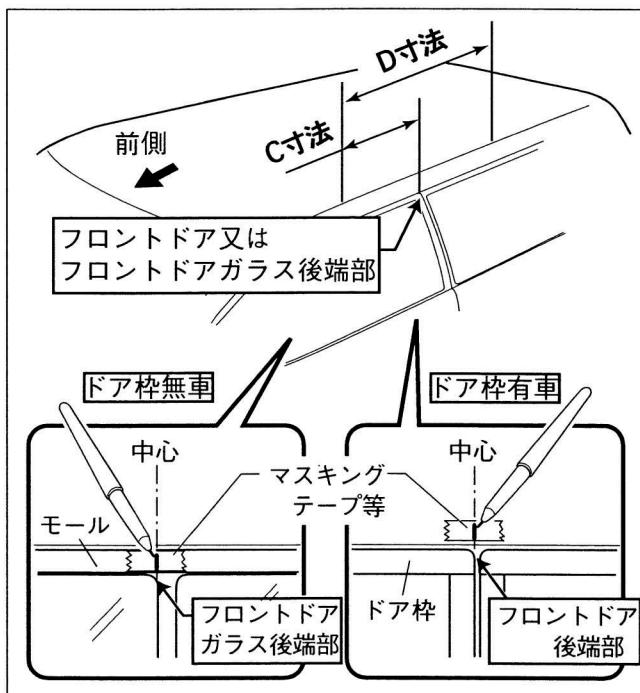 D寸法
C寸法
前側
フロントドア又は
フロントドアガラス後端部
ドア枠無車
ドア枠有車
中心
中心
マスキング
テープ等
モール
ドア枠
フロントドア
ガラス後端部
フロントドア
後端部